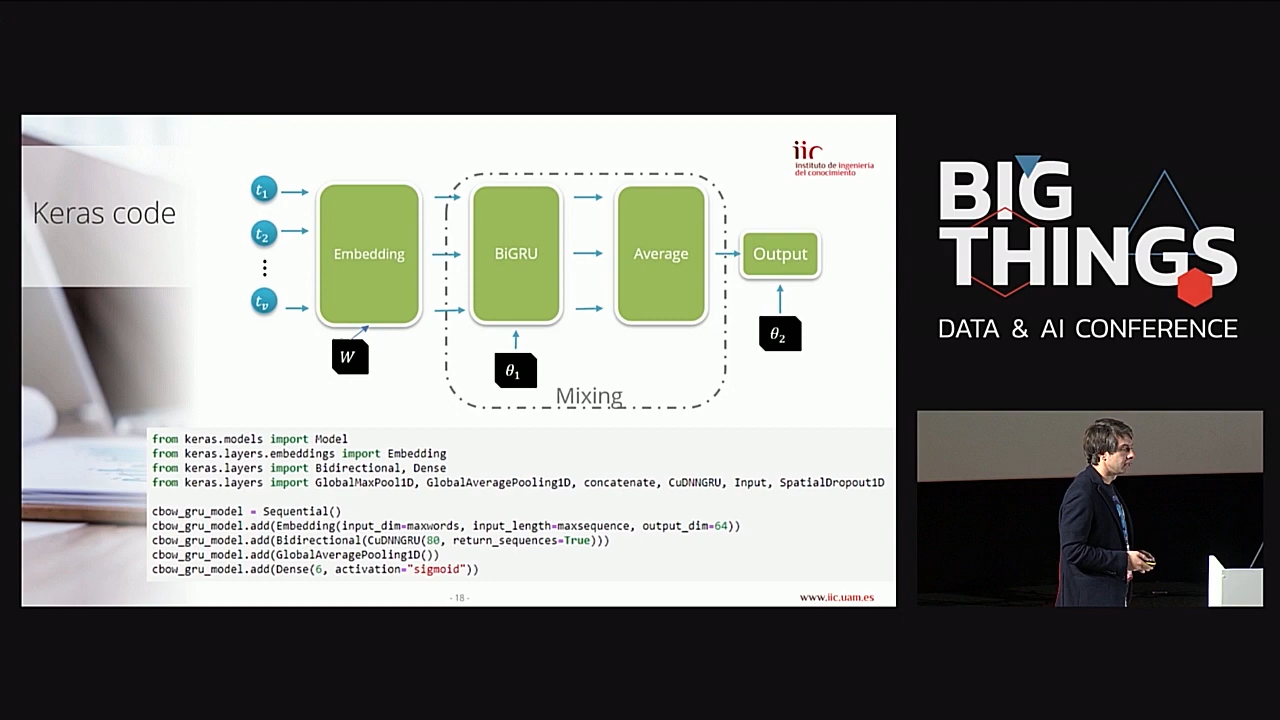 Keras code
iic
instituto de ingeniería
del conocimiento
t1
t2
tv
Embedding
BiGRU
Average
Output
W
θ1
θ2
Mixing
from keras.models import Model
from keras.layers.embeddings import Embedding
from keras.layers import Bidirectional, Dense
from keras.layers import GlobalMaxPool1D, GlobalAveragePooling1D, concatenate, CuDNNGRU, Input, SpatialDropout1D
cbow_gru_model = Sequential()
cbow_gru_model.add(Embedding(input_dim=maxwords, input_length=maxsequence, output_dim=64))
cbow_gru_model.add(Bidirectional(CuDNNGRU(80, return_sequences=True)))
cbow_gru_model.add(GlobalAveragePooling1D())
cbow_gru_model.add(Dense(6, activation="sigmoid"))
- 18 -
www.iic.uam.es
BIG
THINGS
DATA & AI CONFERENCE